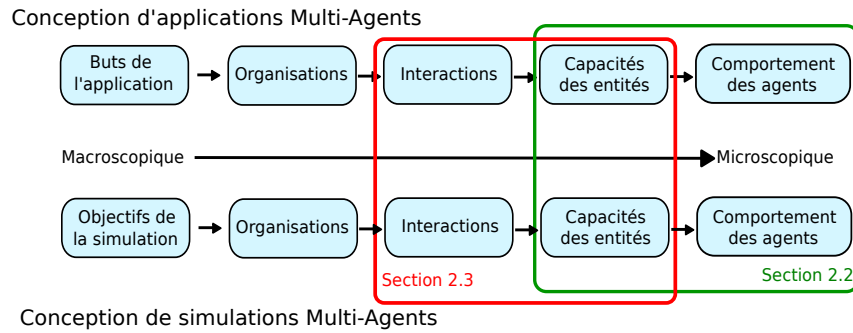 Conception d'applications Multi-Agents
Buts de
l'application
Organisations
Interactions
Capacités
des entités
Comportement
des agents
Macroscopique
Microscopique
Objectifs de
la simulation
Organisations
Interactions
Capacités
des entités
Comportement
des agents
Section 2.3
Section 2.2
Conception de simulations Multi-Agents